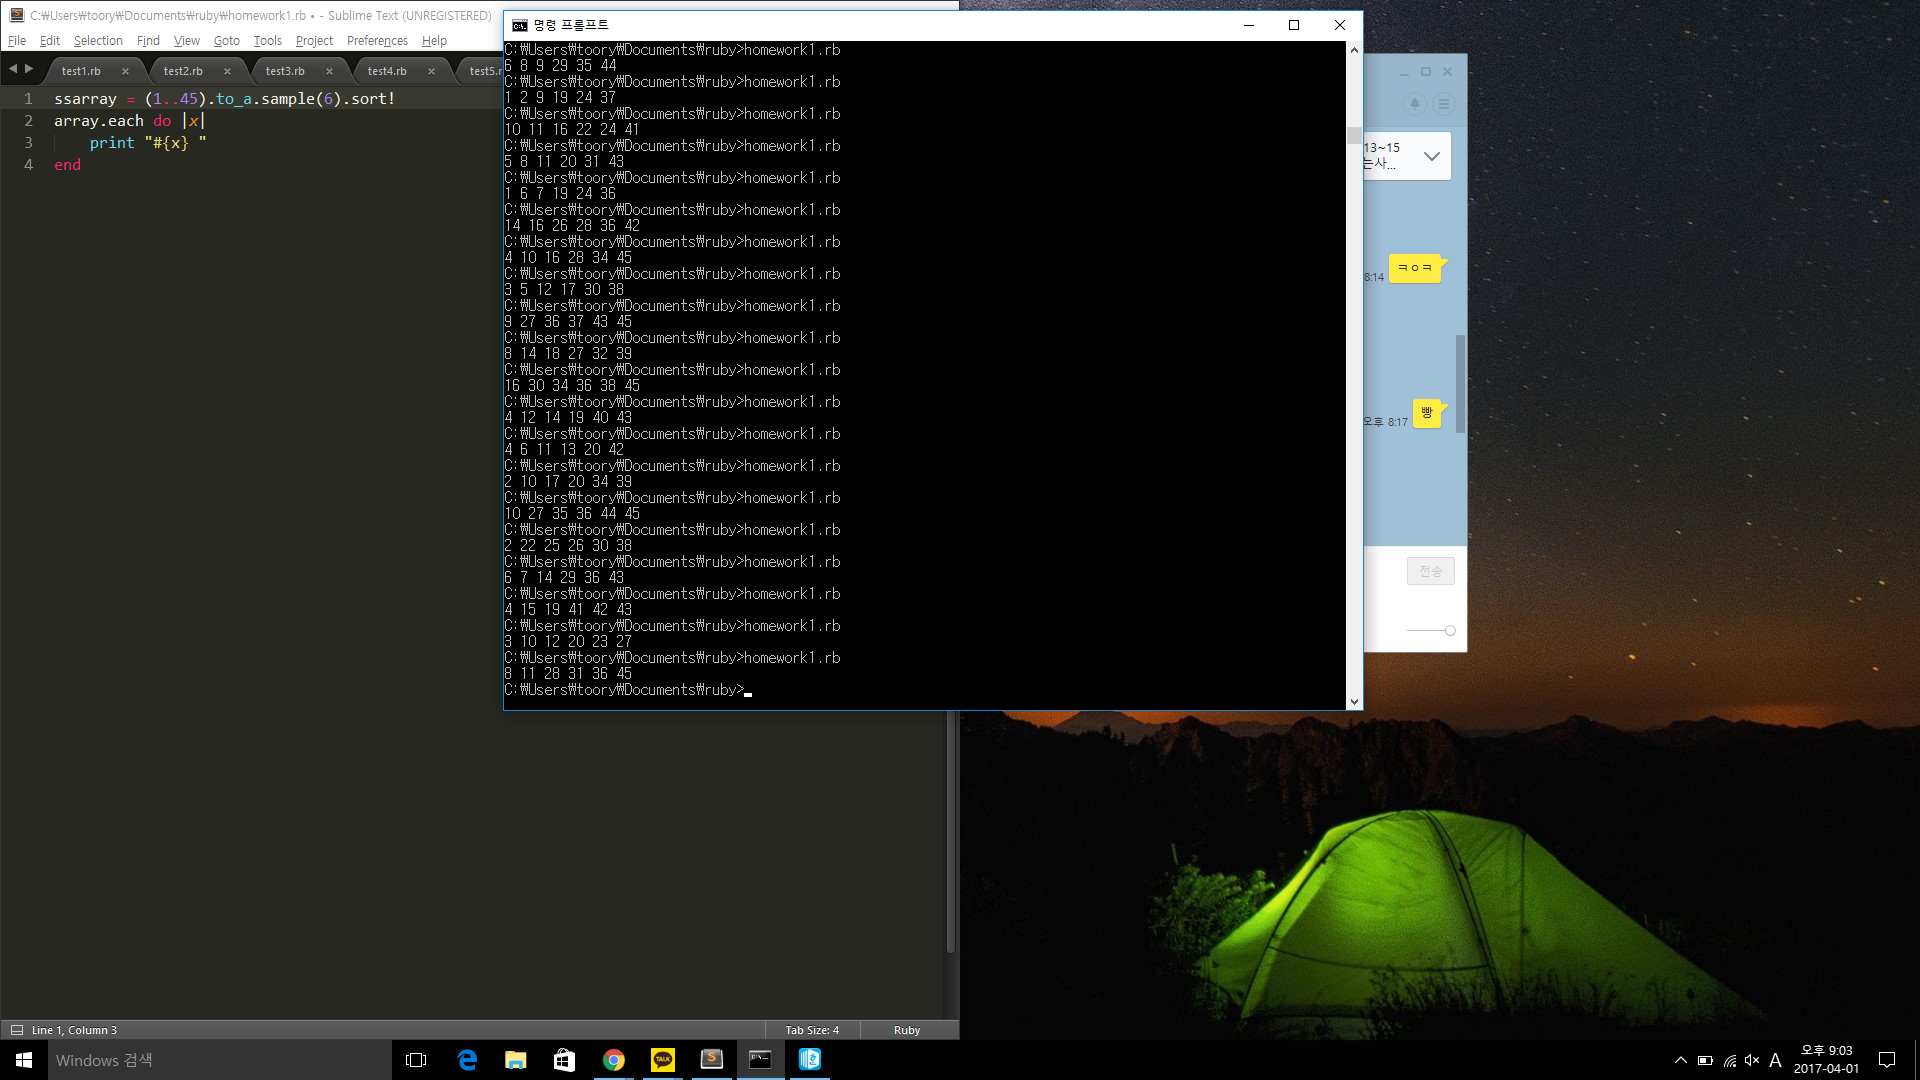 C:₩Users₩toory₩Documents₩ruby₩homework1.rb • - Sublime Text (UNREGISTERED)
File Edit Selection Find View Goto Tools Project Preferences Help
test1.rb × test2.rb × test3.rb × test4.rb × test5.r
1 ssarray = (1..45).to_a.sample(6).sort!
2 array.each do |x|
3 print "#{x} "
4 end
Line 1, Column 3
Tab Size: 4
Ruby
명령 프롬프트
C:₩Users₩toory₩Documents₩ruby>homework1.rb
6 8 9 29 35 44
C:₩Users₩toory₩Documents₩ruby>homework1.rb
1 2 9 19 24 37
C:₩Users₩toory₩Documents₩ruby>homework1.rb
10 11 16 22 24 41
C:₩Users₩toory₩Documents₩ruby>homework1.rb
5 8 11 20 31 43
C:₩Users₩toory₩Documents₩ruby>homework1.rb
1 6 7 19 24 36
C:₩Users₩toory₩Documents₩ruby>homework1.rb
14 16 26 28 36 42
C:₩Users₩toory₩Documents₩ruby>homework1.rb
4 10 16 28 34 45
C:₩Users₩toory₩Documents₩ruby>homework1.rb
3 5 12 17 30 38
C:₩Users₩toory₩Documents₩ruby>homework1.rb
9 27 36 37 43 45
C:₩Users₩toory₩Documents₩ruby>homework1.rb
8 14 18 27 32 39
C:₩Users₩toory₩Documents₩ruby>homework1.rb
16 30 34 36 38 45
C:₩Users₩toory₩Documents₩ruby>homework1.rb
4 12 14 19 40 43
C:₩Users₩toory₩Documents₩ruby>homework1.rb
4 6 11 13 20 42
C:₩Users₩toory₩Documents₩ruby>homework1.rb
2 10 17 20 34 39
C:₩Users₩toory₩Documents₩ruby>homework1.rb
10 27 35 36 44 45
C:₩Users₩toory₩Documents₩ruby>homework1.rb
2 22 25 26 30 38
C:₩Users₩toory₩Documents₩ruby>homework1.rb
6 7 14 29 36 43
C:₩Users₩toory₩Documents₩ruby>homework1.rb
4 15 19 41 42 43
C:₩Users₩toory₩Documents₩ruby>homework1.rb
3 10 12 20 23 27
C:₩Users₩toory₩Documents₩ruby>homework1.rb
8 11 28 31 36 45
C:₩Users₩toory₩Documents₩ruby>
13~15
는사...
8:14 ㅋㅇㅋ
오후 8:17 빵
전송
Windows 검색
TALK
A
오후 9:03
2017-04-01